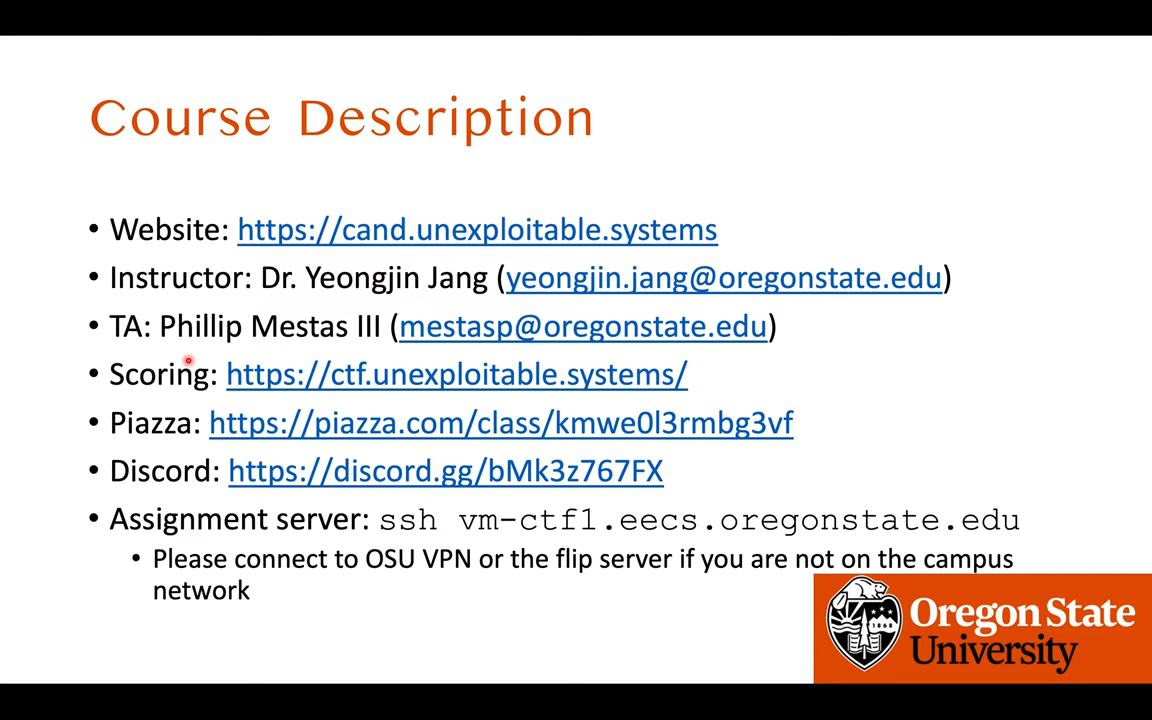 Course Description
• Website: https://cand.unexploitable.systems
• Instructor: Dr. Yeongjin Jang (yeongjin.jang@oregonstate.edu)
• TA: Phillip Mestas III (mestasp@oregonstate.edu)
• Scoring: https://ctf.unexploitable.systems/
• Piazza: https://piazza.com/class/kmwe0l3rmbg3vf
• Discord: https://discord.gg/bMk3z767FX
• Assignment server: ssh vm-ctf1.eecs.oregonstate.edu
• Please connect to OSU VPN or the flip server if you are not on the campus
network
Oregon State
University